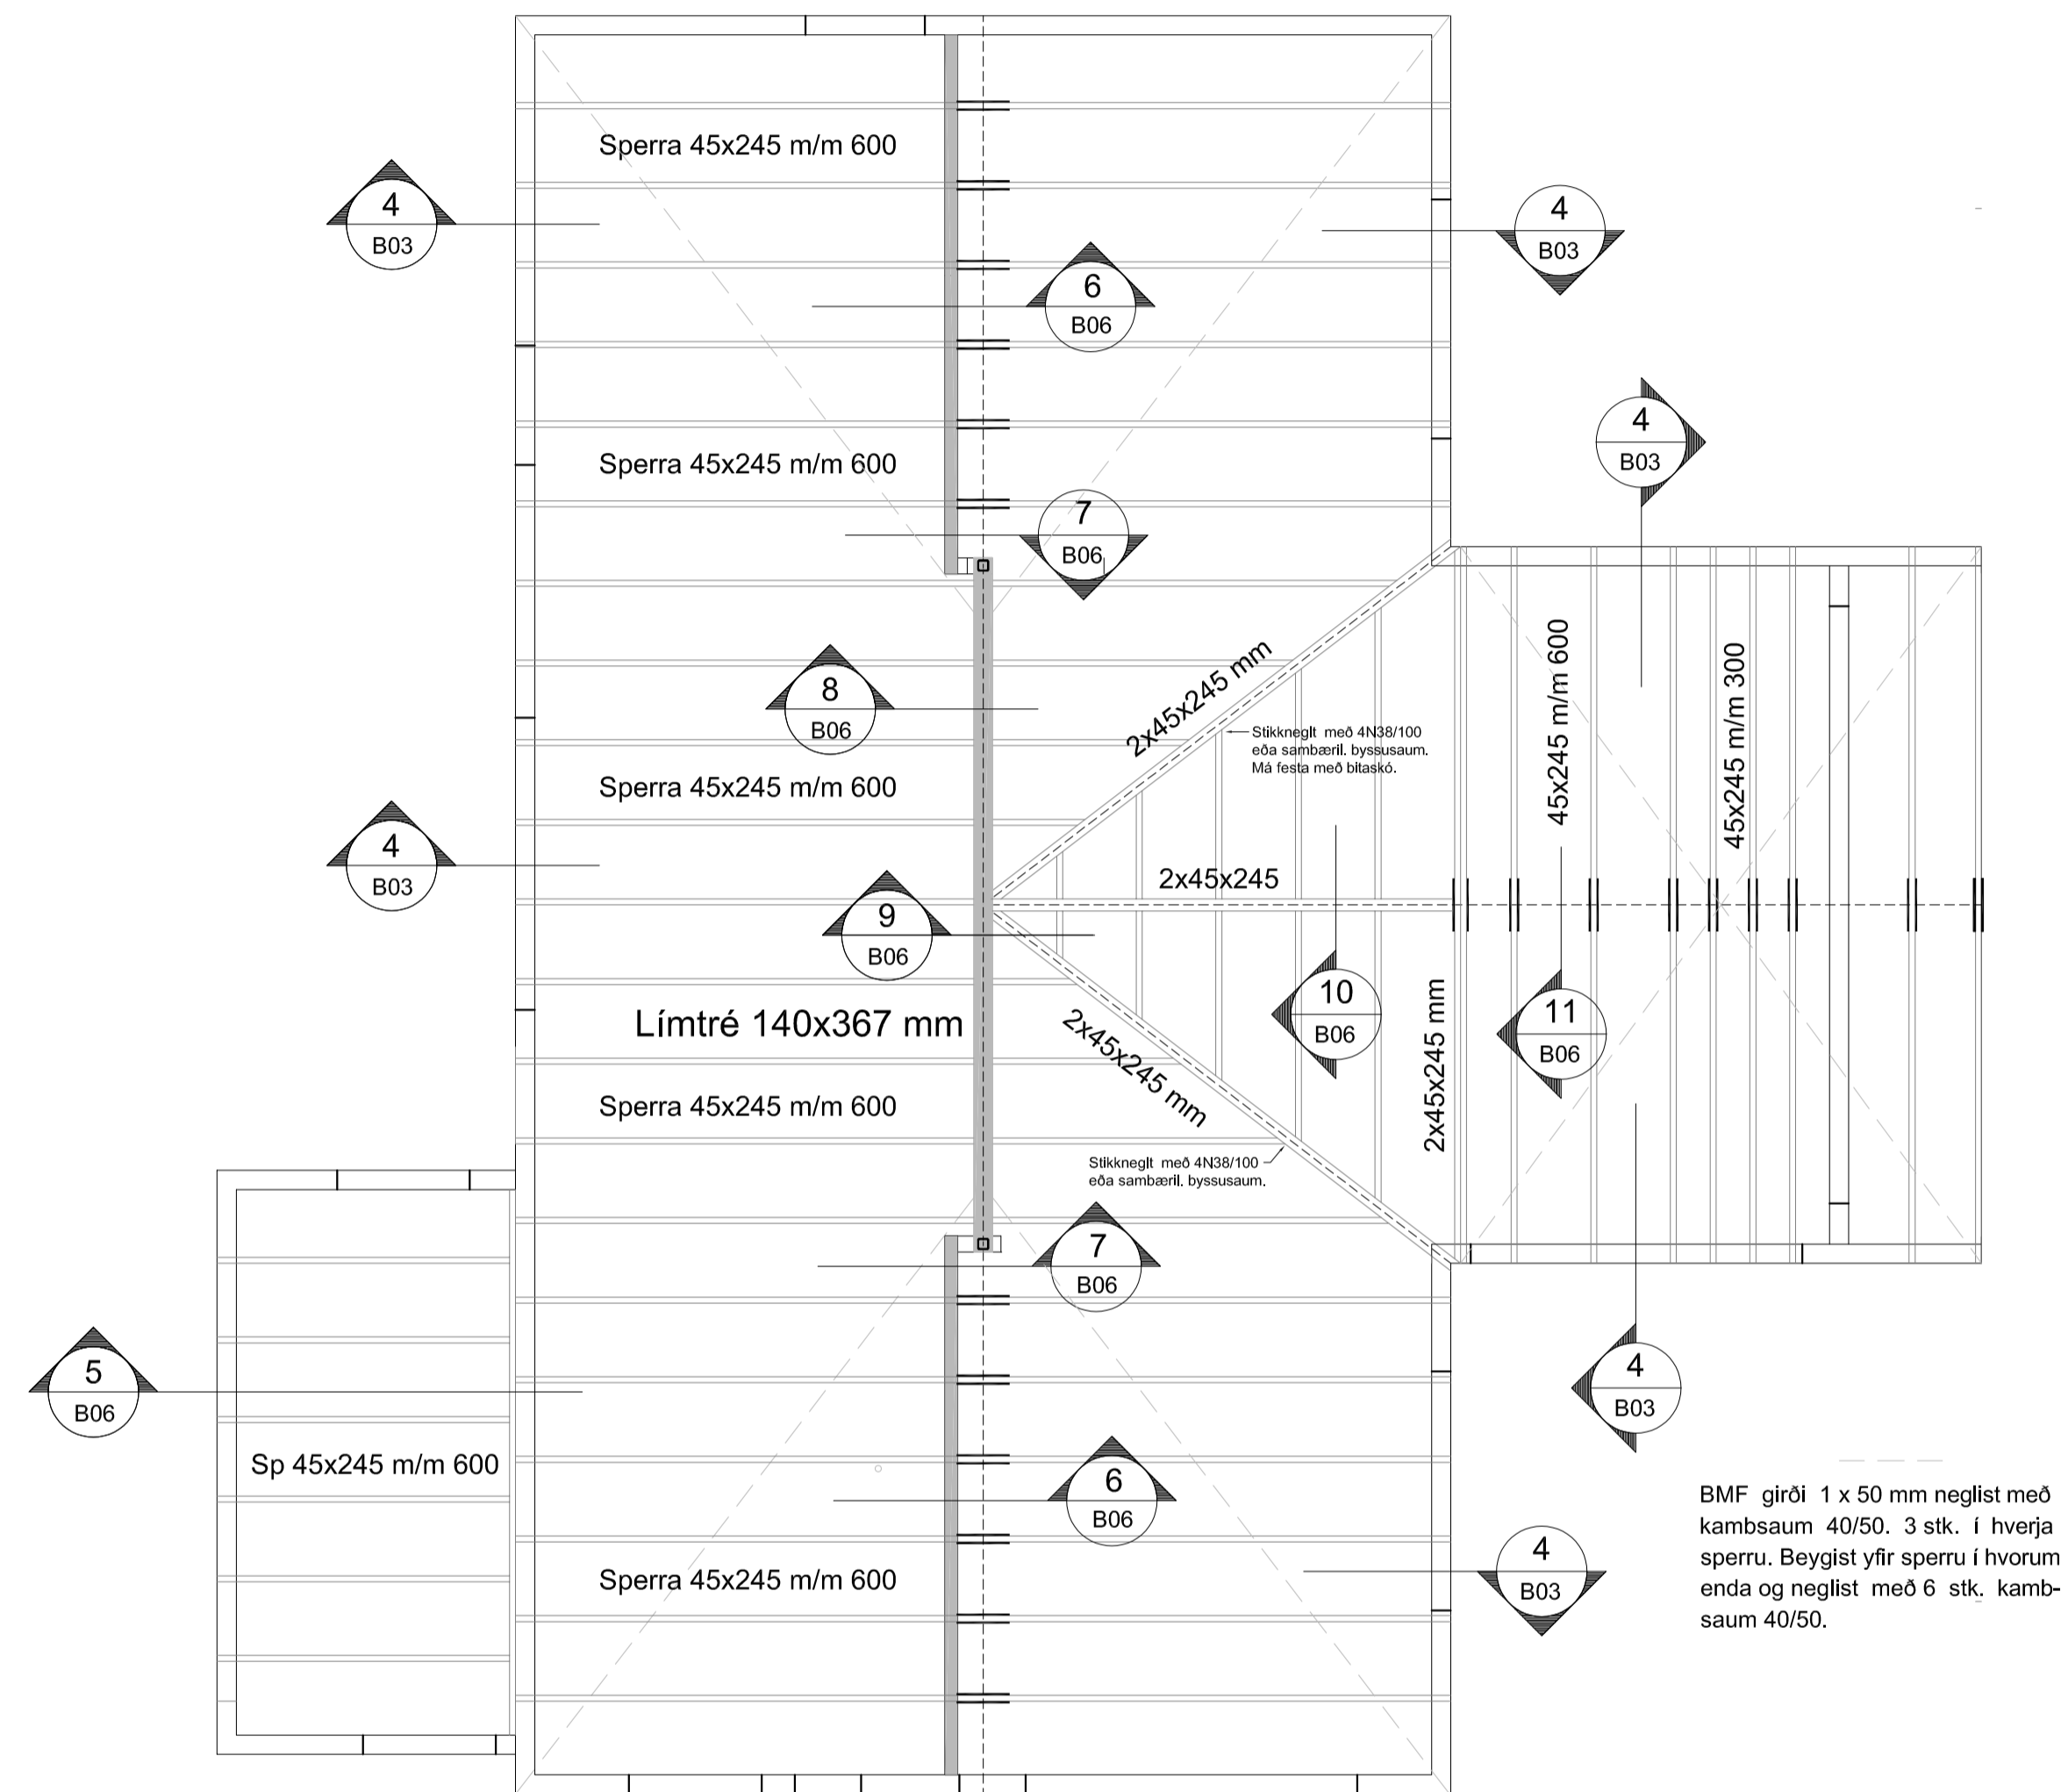 Sperra 45x245 m/m 600
4
B03
4
B03
6
B06
4
B03
Sperra 45x245 m/m 600
7
B06
8
B06
2x45x245 mm
45x245 m/m 600
45x245 m/m 300
Stikkneglt með 4N38/100
eða sambæril. byssusaum.
Má festa með bitaskó.
Sperra 45x245 m/m 600
4
B03
2x45x245
9
B06
10
B06
11
B06
Límtré 140x367 mm
2x45x245 mm
2x45x245 mm
Sperra 45x245 m/m 600
Stikkneglt með 4N38/100
eða sambæril. byssusaum.
7
B06
5
B06
4
B03
Sp 45x245 m/m 600
6
B06
4
B03
Sperra 45x245 m/m 600
BMF girði 1 x 50 mm neglist með
kambsaum 40/50. 3 stk. í hverja
sperru. Beygist yfir sperru í hvorum
enda og neglist með 6 stk. kamb-
saum 40/50.